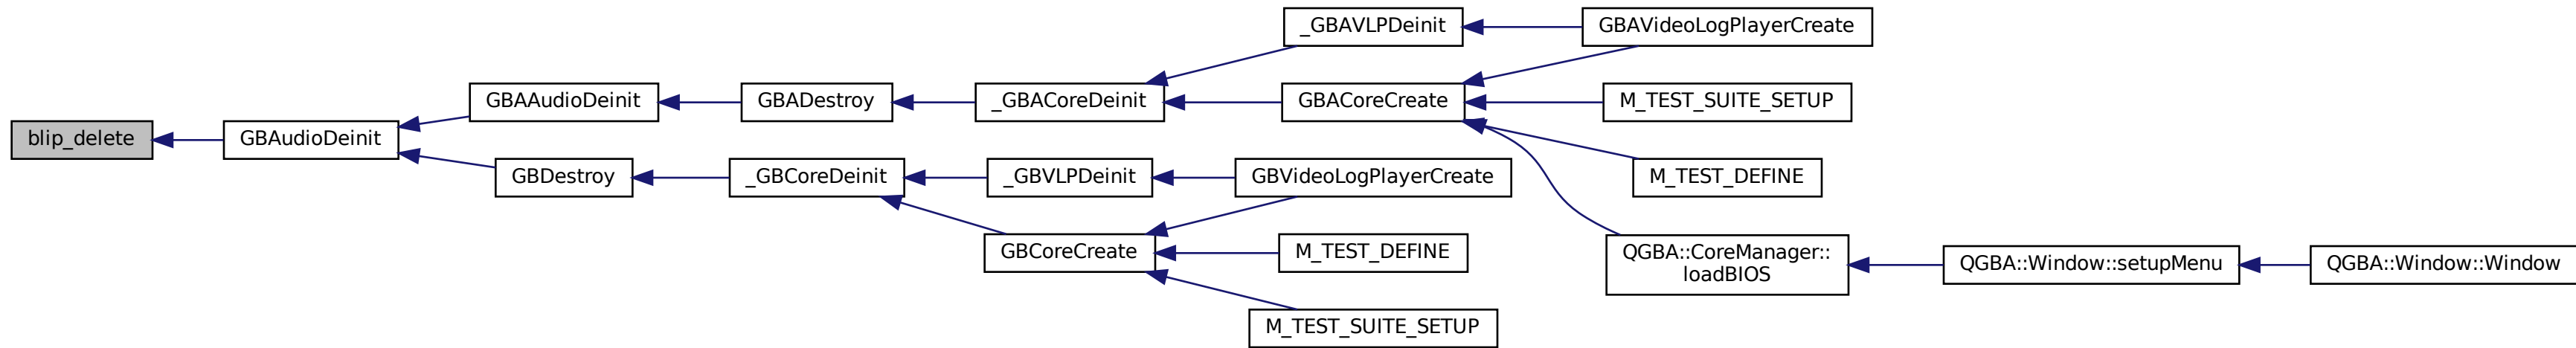 _GBAVLPDeinit
GBAVideoLogPlayerCreate
GBAAudioDeinit
GBADestroy
_GBACoreDeinit
GBACoreCreate
M_TEST_SUITE_SETUP
blip_delete
GBAudioDeinit
GBDestroy
_GBCoreDeinit
_GBVLPDeinit
GBVideoLogPlayerCreate
M_TEST_DEFINE
GBCoreCreate
M_TEST_DEFINE
QGBA::CoreManager::
loadBIOS
QGBA::Window::setupMenu
QGBA::Window::Window
M_TEST_SUITE_SETUP